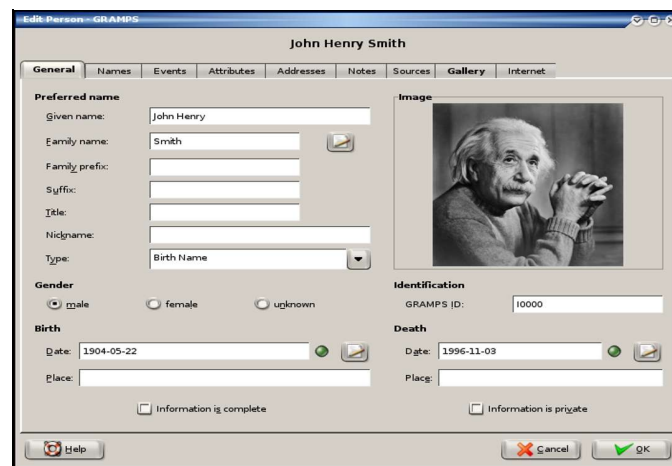 Edit Person - GRAMPS
John Henry Smith
General Names Events Attributes Addresses Notes Sources Gallery Internet
Preferred name
Given name: John Henry
Family name: Smith
Family prefix:
Suffix:
Title:
Nickname:
Type: Birth Name
Image
Gender
male female unknown
Identification
GRAMPS ID: I0000
Birth
Date: 1904-05-22
Place:
Death
Date: 1996-11-03
Place:
Information is complete
Information is private
Help Cancel OK